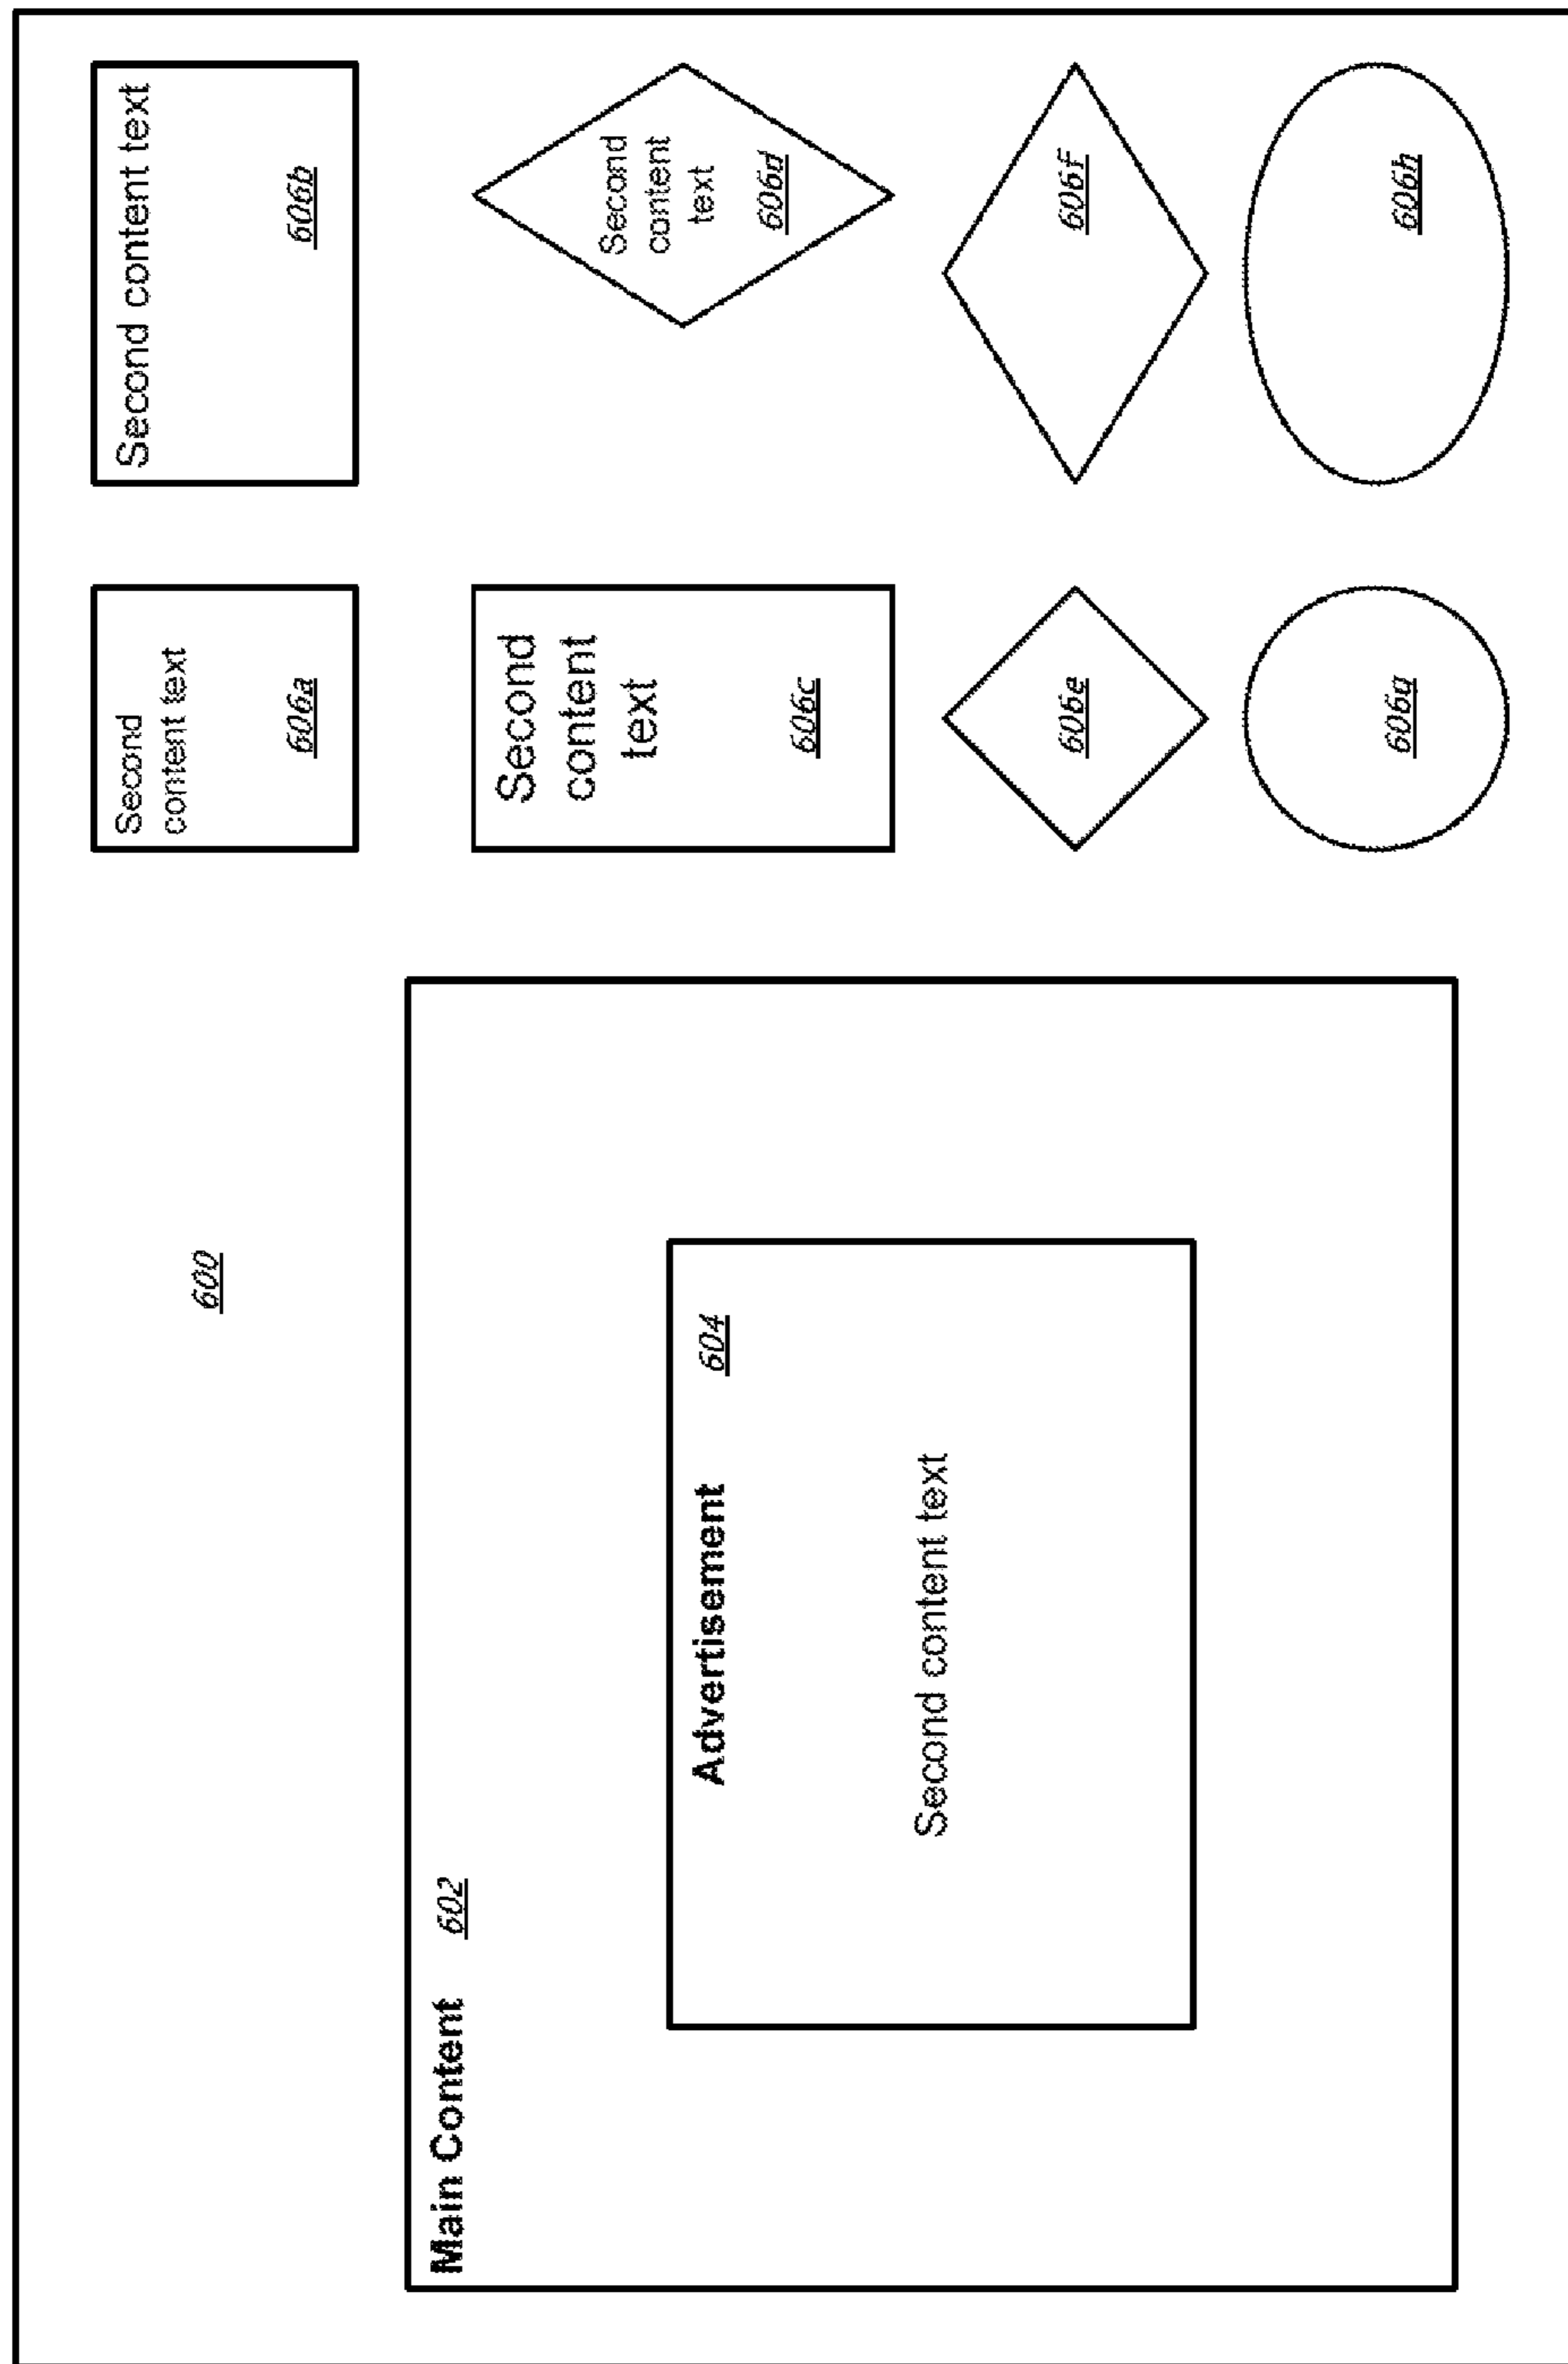 600
Main Content 602
Advertisement 604
Second content text
Second
content text
606a
Second content text
606b
Second
content
text
606c
Second
content
text
606d
606e
606f
606g
606h